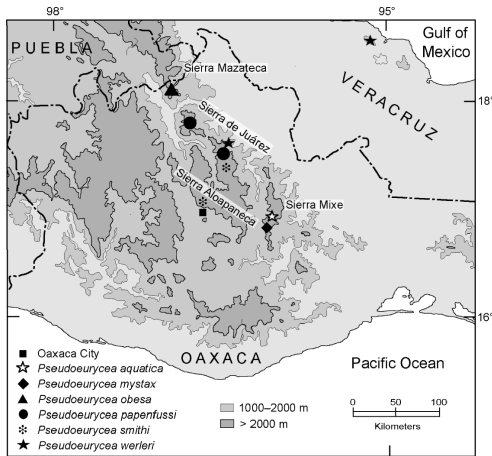 98°
95°
Gulf of
Mexico
PUEBLA
Sierra Mazateca
VERACRUZ
18°
18°
Sierra de Juárez
Sierra Aloapaneca
Sierra Mixe
16°
16°
OAXACA
Pacific Ocean
Oaxaca City
Pseudoeurycea aquatica
Pseudoeurycea mystax
Pseudoeurycea obesa
Pseudoeurycea papenfussi
Pseudoeurycea smithi
Pseudoeurycea werleri
1000–2000 m
> 2000 m
0 50 100
Kilometers